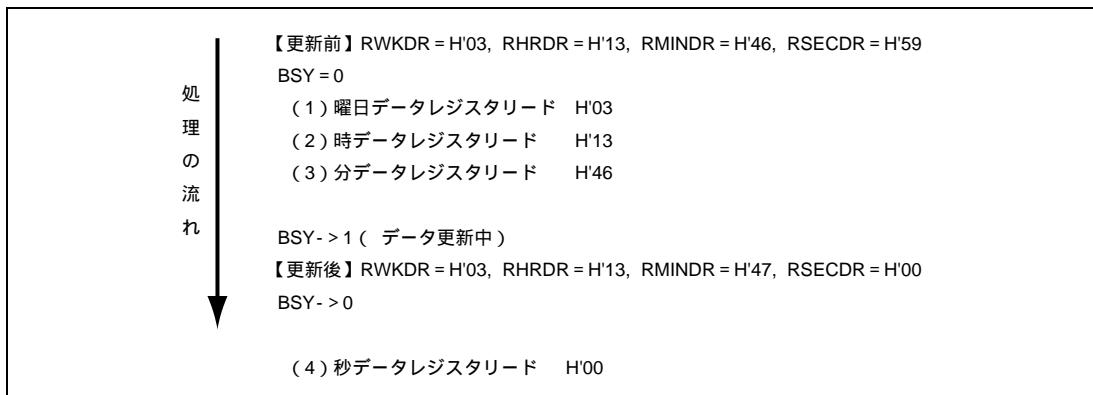 処理の流れ
【更新前】RWKDR = H'03, RHRDR = H'13, RMINDR = H'46, RSECDR = H'59
BSY = 0
（1）曜日データレジスタリード　H'03
（2）時データレジスタリード　H'13
（3）分データレジスタリード　H'46
BSY- > 1（ データ更新中）
【更新後】RWKDR = H'03, RHRDR = H'13, RMINDR = H'47, RSECDR = H'00
BSY- > 0
（4）秒データレジスタリード　H'00